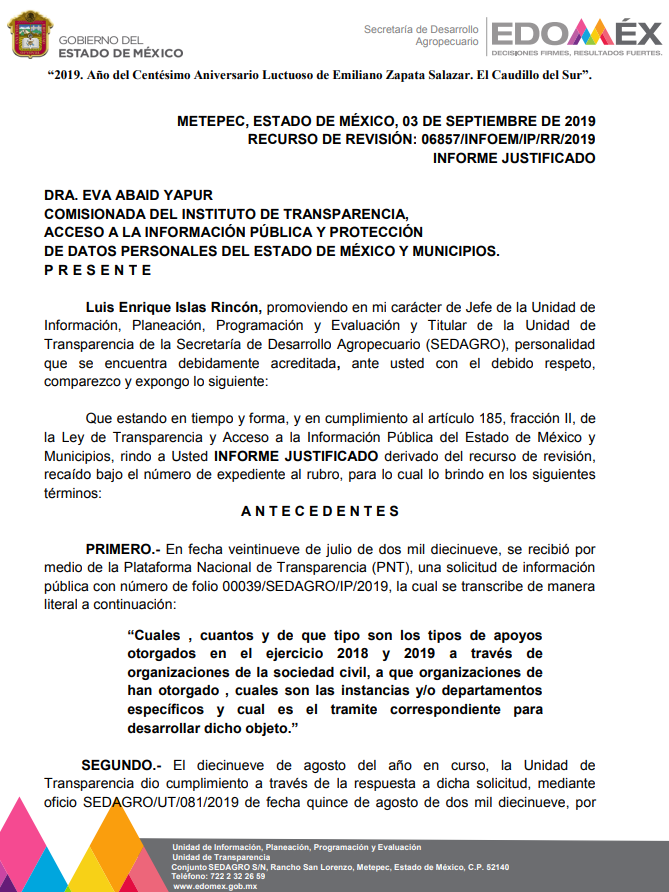 GOBIERNO DEL
ESTADO DE MÉXICO
Secretaría de Desarrollo
Agropecuario
EDOMÉX
DECISIONES FIRMES, RESULTADOS FUERTES.
“2019. Año del Centésimo Aniversario Luctuoso de Emiliano Zapata Salazar. El Caudillo del Sur”.
METEPEC, ESTADO DE MÉXICO, 03 DE SEPTIEMBRE DE 2019
RECURSO DE REVISIÓN: 06857/INFOEM/IP/RR/2019
INFORME JUSTIFICADO
DRA. EVA ABAID YAPUR
COMISIONADA DEL INSTITUTO DE TRANSPARENCIA,
ACCESO A LA INFORMACIÓN PÚBLICA Y PROTECCIÓN
DE DATOS PERSONALES DEL ESTADO DE MÉXICO Y MUNICIPIOS.
P R E S E N T E
Luis Enrique Islas Rincón, promoviendo en mi carácter de Jefe de la Unidad de
Información, Planeación, Programación y Evaluación y Titular de la Unidad de
Transparencia de la Secretaría de Desarrollo Agropecuario (SEDAGRO), personalidad
que se encuentra debidamente acreditada, ante usted con el debido respeto,
comparezco y expongo lo siguiente:
Que estando en tiempo y forma, y en cumplimiento al artículo 185, fracción II, de
la Ley de Transparencia y Acceso a la Información Pública del Estado de México y
Municipios, rindo a Usted INFORME JUSTIFICADO derivado del recurso de revisión,
recaído bajo el número de expediente al rubro, para lo cual lo brindo en los siguientes
términos:
A N T E C E D E N T E S
PRIMERO.- En fecha veintinueve de julio de dos mil diecinueve, se recibió por
medio de la Plataforma Nacional de Transparencia (PNT), una solicitud de información
pública con número de folio 00039/SEDAGRO/IP/2019, la cual se transcribe de manera
literal a continuación:
“Cuales , cuantos y de que tipo son los tipos de apoyos
otorgados en el ejercicio 2018 y 2019 a través de
organizaciones de la sociedad civil, a que organizaciones de
han otorgado , cuales son las instancias y/o departamentos
específicos y cual es el tramite correspondiente para
desarrollar dicho objeto.”
SEGUNDO.- El diecinueve de agosto del año en curso, la Unidad de
Transparencia dio cumplimiento a través de la respuesta a dicha solicitud, mediante
oficio SEDAGRO/UT/081/2019 de fecha quince de agosto de dos mil diecinueve, por
Unidad de Información, Planeación, Programación y Evaluación
Unidad de Transparencia
Conjunto SEDAGRO S/N, Rancho San Lorenzo, Metepec, Estado de México, C.P. 52140
Teléfono: 722 2 32 26 59
www.edomex.gob.mx